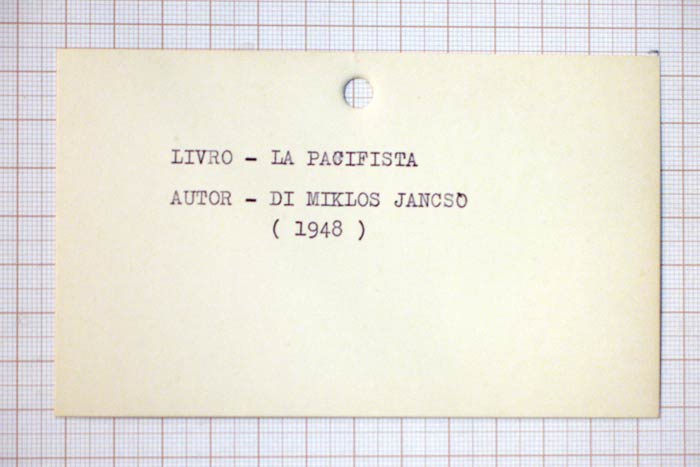 LIVRO - LA PACIFISTA
AUTOR - DI MIKLOS JANCSÒ
( 1948 )